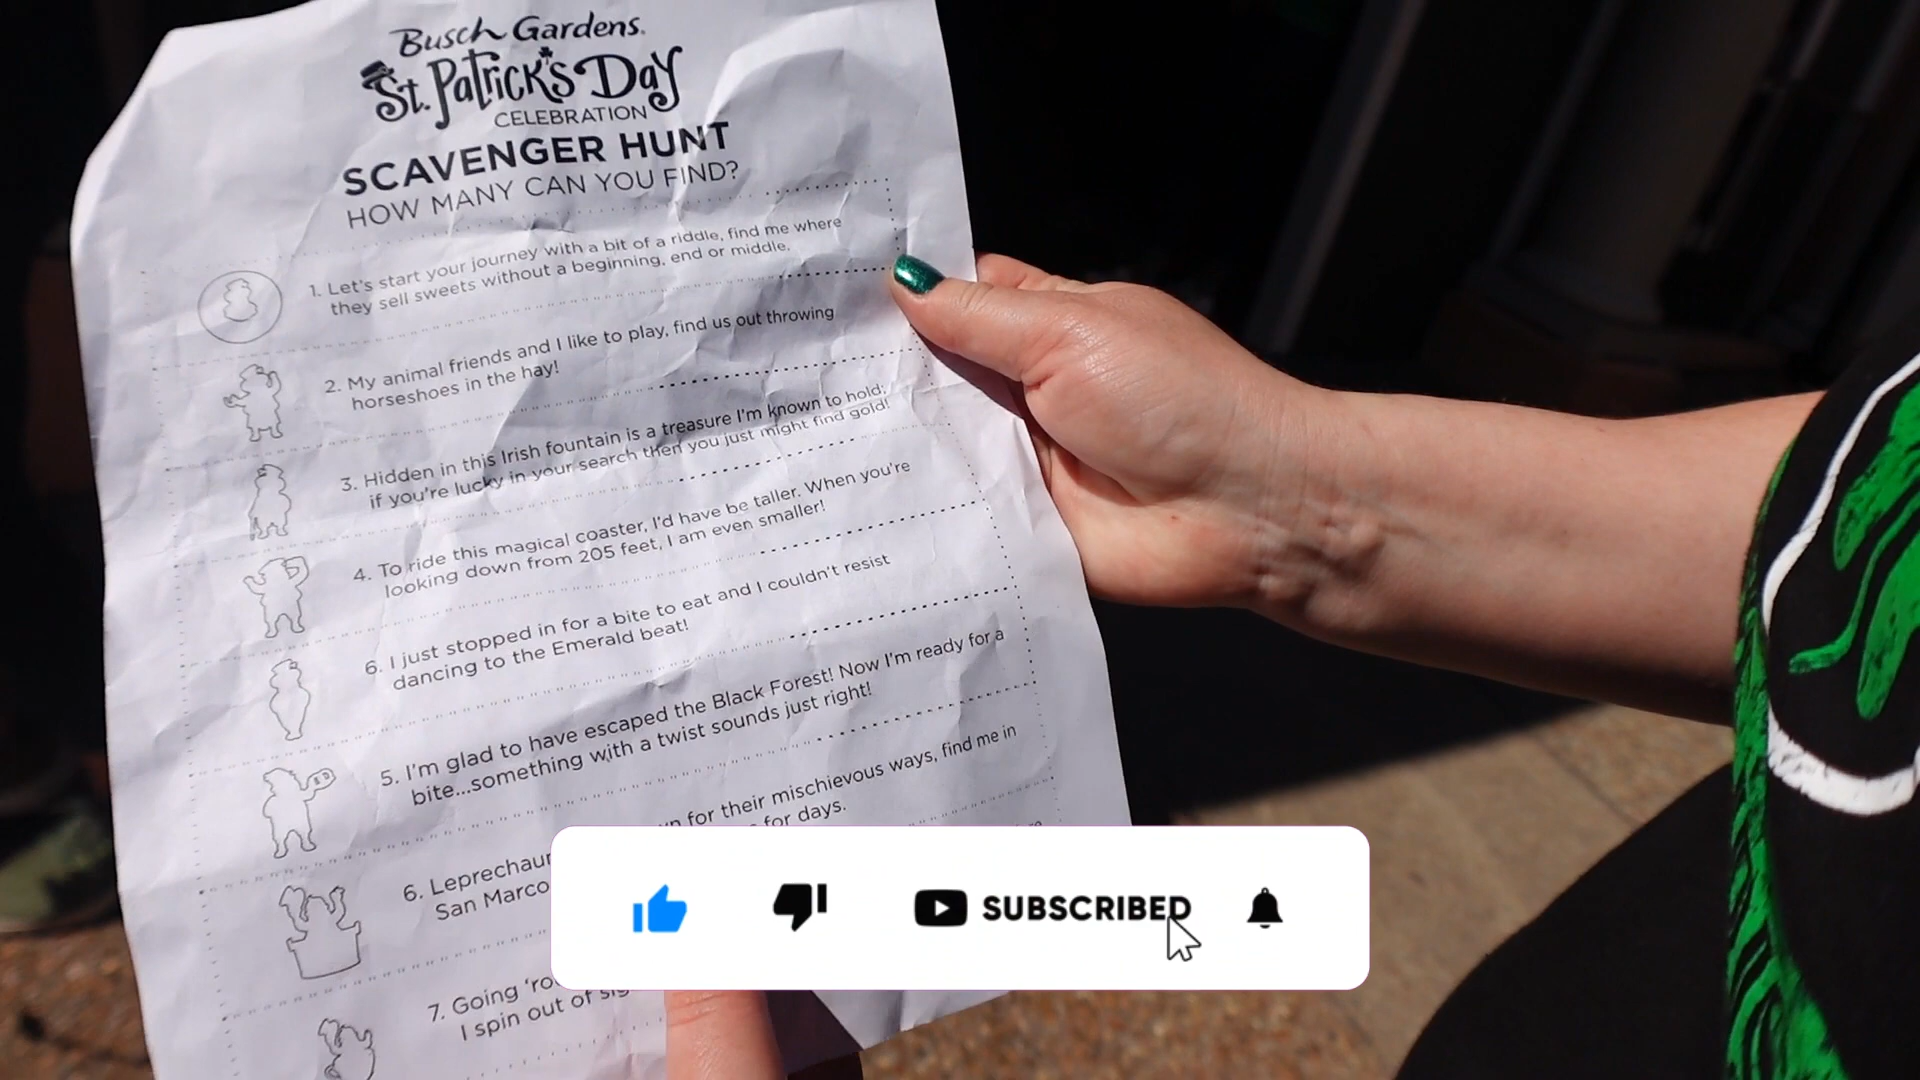 Busch Gardens.
St. Patrick's Day
CELEBRATION
SCAVENGER HUNT
HOW MANY CAN YOU FIND?
1. Let's start your journey with a bit of a riddle, find me where
they sell sweets without a beginning, end or middle.
2. My animal friends and I like to play, find us out throwing
horseshoes in the hay!
3. Hidden in this Irish fountain is a treasure I'm known to hold;
if you're lucky in your search then you just might find gold!
4. To ride this magical coaster, I'd have be taller. When you're
looking down from 205 feet, I am even smaller!
6. I just stopped in for a bite to eat and I couldn't resist
dancing to the Emerald beat!
5. I'm glad to have escaped the Black Forest! Now I'm ready for a
bite...something with a twist sounds just right!
6. Leprechaun for their mischievous ways, find me in
San Marco for days.
7. Going
I spin out of
SUBSCRIBED